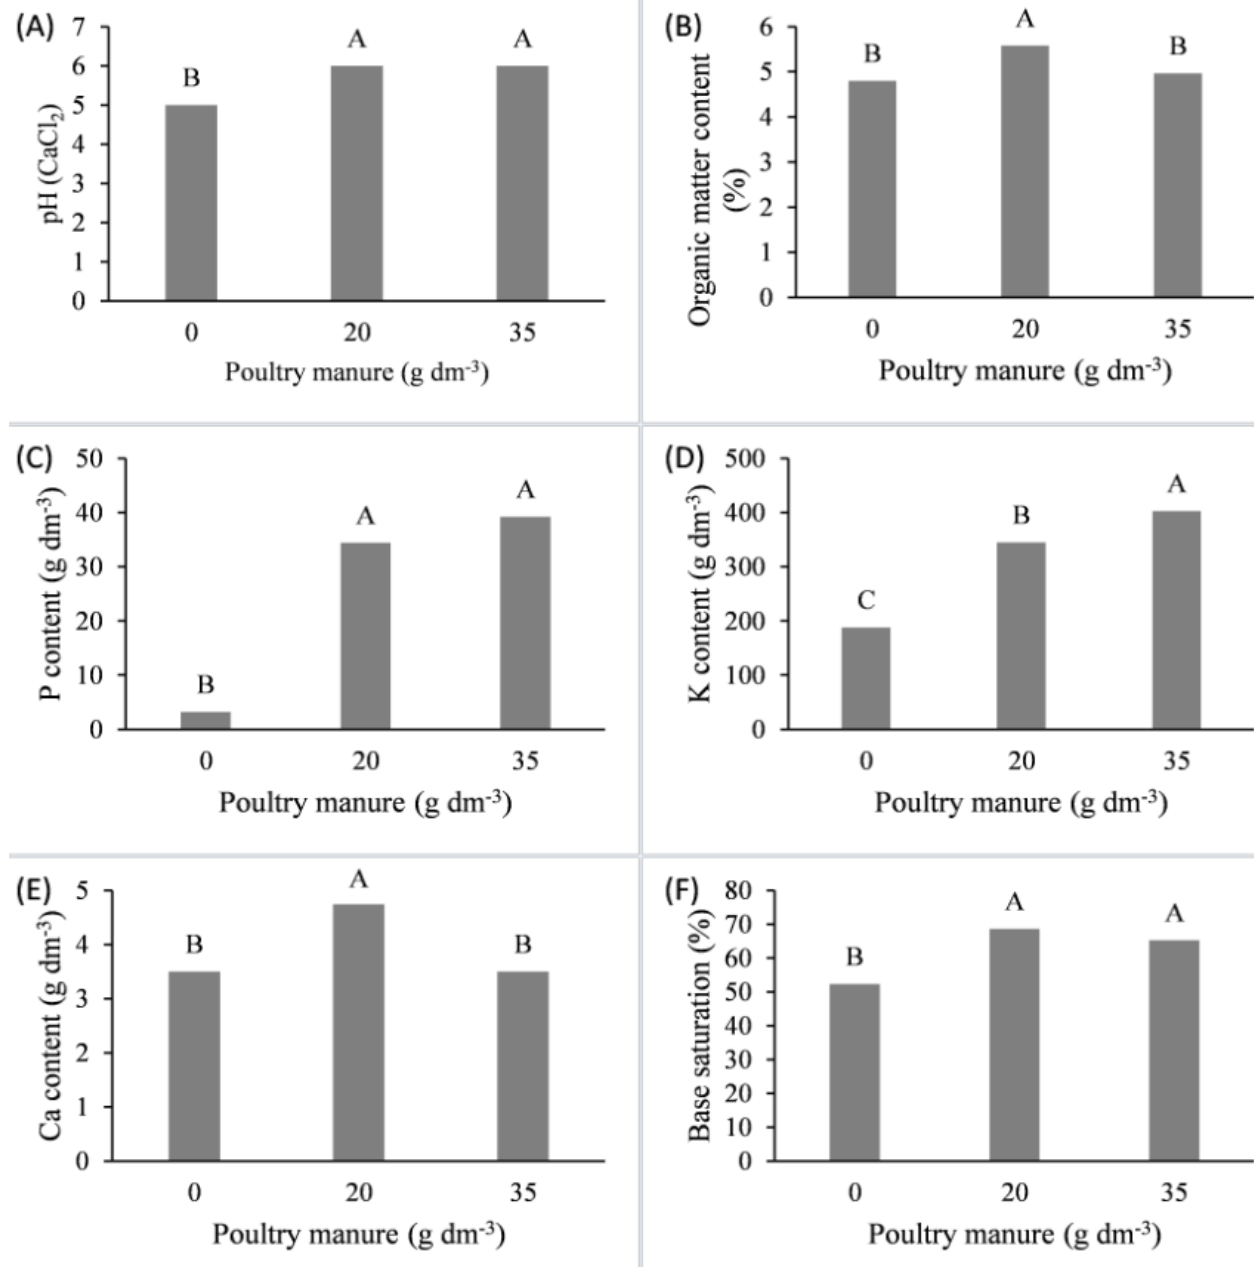 (A)
pH (CaCl₂)
7
6
5
4
3
2
1
0
B
A
A
0 20 35
Poultry manure (g dm⁻³)
(B)
Organic matter content
(%)
6
5
4
3
2
1
0
B
A
B
0 20 35
Poultry manure (g dm⁻³)
(C)
P content (g dm⁻³)
50
40
30
20
10
0
B
A
A
0 20 35
Poultry manure (g dm⁻³)
(D)
K content (g dm⁻³)
500
400
300
200
100
0
C
B
A
0 20 35
Poultry manure (g dm⁻³)
(E)
Ca content (g dm⁻³)
5
4
3
2
1
0
B
A
B
0 20 35
Poultry manure (g dm⁻³)
(F)
Base saturation (%)
80
70
60
50
40
30
20
10
0
B
A
A
0 20 35
Poultry manure (g dm⁻³)